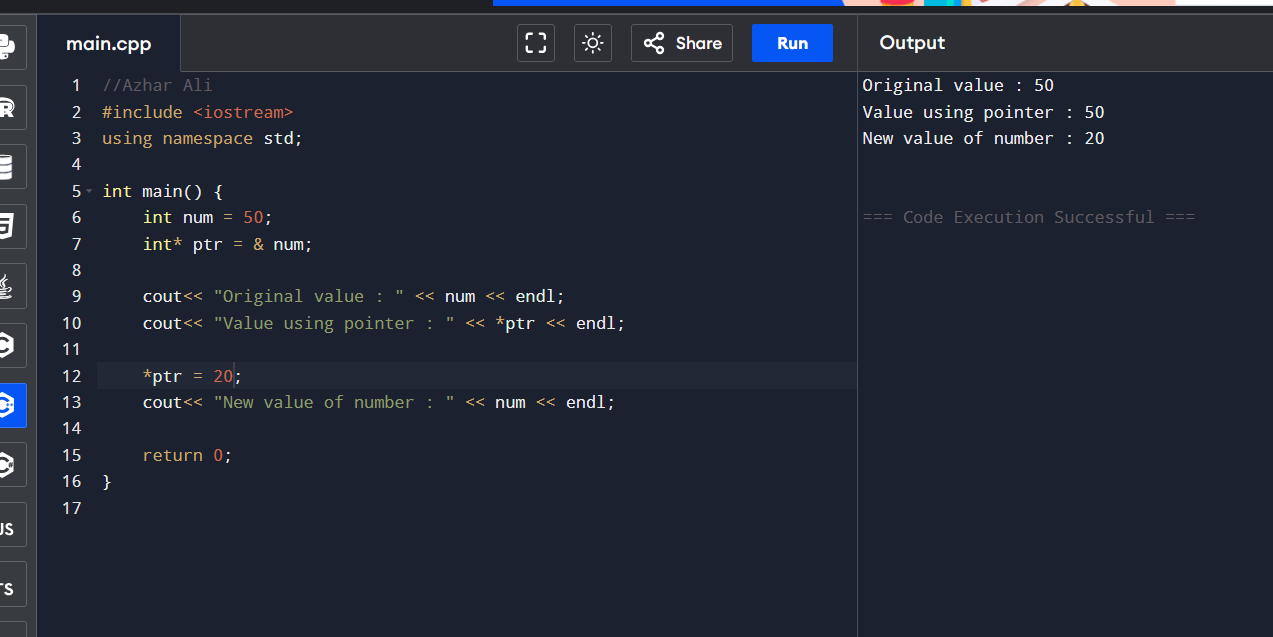 main.cpp
Share
Run
Output
1 //Azhar Ali
2 #include <iostream>
3 using namespace std;
4
5 int main() {
6     int num = 50;
7     int* ptr = & num;
8
9     cout<< "Original value : " << num << endl;
10     cout<< "Value using pointer : " << *ptr << endl;
11
12     *ptr = 20;
13     cout<< "New value of number : " << num << endl;
14
15     return 0;
16 }
17
Original value : 50
Value using pointer : 50
New value of number : 20
=== Code Execution Successful ===
R
5
C
C
JS
TS